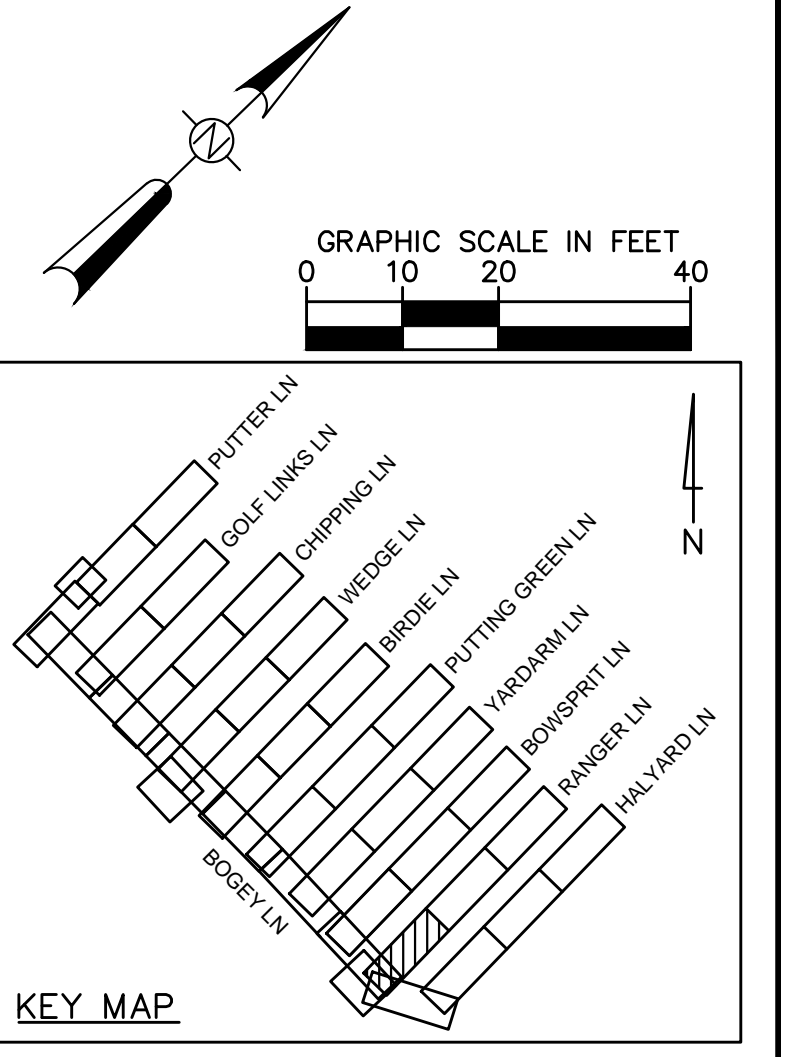 N
GRAPHIC SCALE IN FEET
0 10 20 40
N
PUTTER LN
GOLF LINKS LN
CHIPPING LN
WEDGE LN
BIRDIE LN
PUTTING GREEN LN
YARDARM LN
BOWSPRIT LN
RANGER LN
HALYARD LN
BOGEY LN
KEY MAP